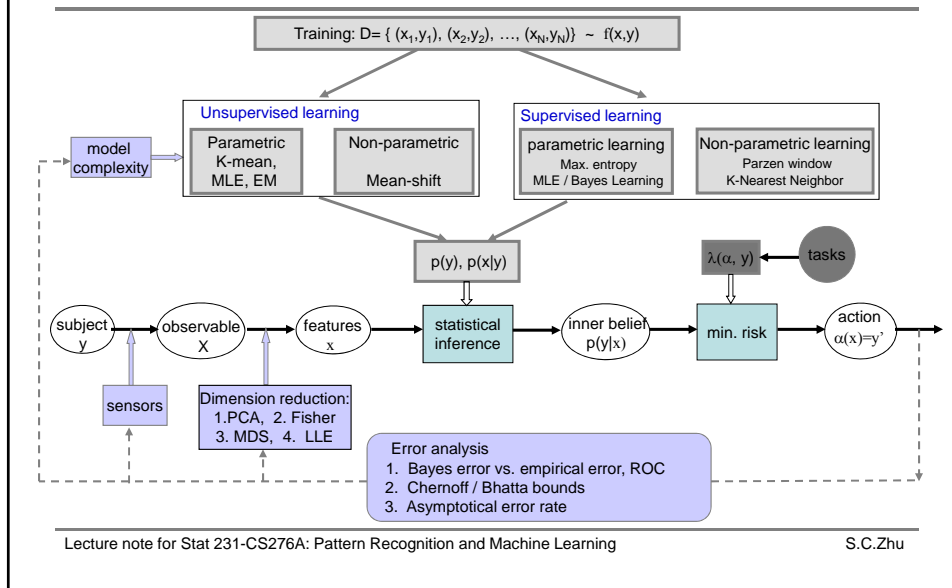 Training: D= { (x₁,y₁), (x₂,y₂), …, (x_N,y_N)} ~ f(x,y)
Unsupervised learning
Parametric
K-mean,
MLE, EM
Non-parametric
Mean-shift
Supervised learning
parametric learning
Max. entropy
MLE / Bayes Learning
Non-parametric learning
Parzen window
K-Nearest Neighbor
model
complexity
p(y), p(x|y)
λ(α, y)
tasks
subject
y
observable
X
features
x
statistical
inference
inner belief
p(y|x)
min. risk
action
α(x)=y'
sensors
Dimension reduction:
1.PCA, 2. Fisher
3. MDS, 4. LLE
Error analysis
1. Bayes error vs. empirical error, ROC
2. Chernoff / Bhatta bounds
3. Asymptotical error rate
Lecture note for Stat 231-CS276A: Pattern Recognition and Machine Learning
S.C.Zhu